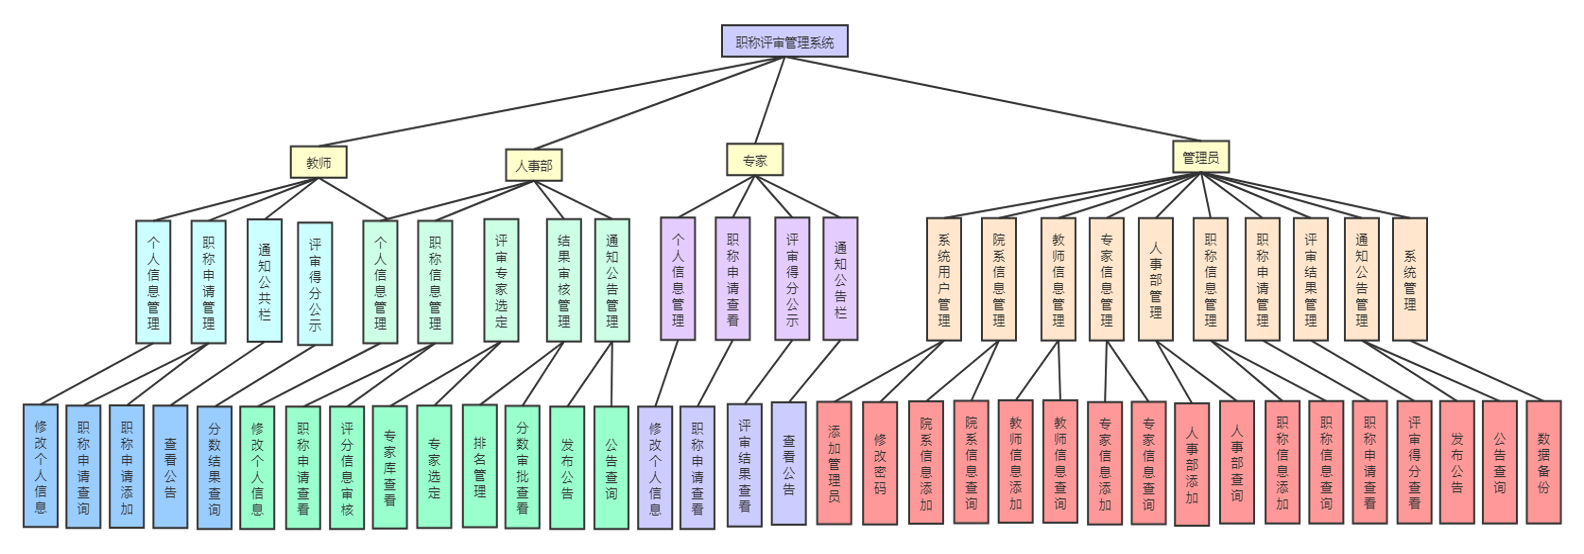 职称评审管理系统
教师
人事部
专家
管理员
个人信息管理
职称申请管理
通知公共栏
评审得分公示
个人信息管理
职称信息管理
评审专家选定
结果审核管理
通知公告管理
个人信息管理
职称申请查看
评审得分公示
通知公告栏
系统用户管理
院系信息管理
教师信息管理
专家信息管理
人事部管理
职称信息管理
职称申请管理
评审结果管理
通知公告管理
系统管理
修改个人信息
职称申请查询
职称申请添加
查看公告
分数结果查询
修改个人信息
职称申请查看
评分信息审核
专家库查看
专家选定
排名管理
分数审批查看
发布公告
公告查询
修改个人信息
职称申请查看
评审结果查看
查看公告
添加管理员
修改密码
院系信息添加
院系信息查询
教师信息添加
教师信息查询
专家信息添加
专家信息查询
人事部添加
人事部查询
职称信息添加
职称信息查询
职称申请查看
评审得分查看
发布公告
公告查询
数据备份